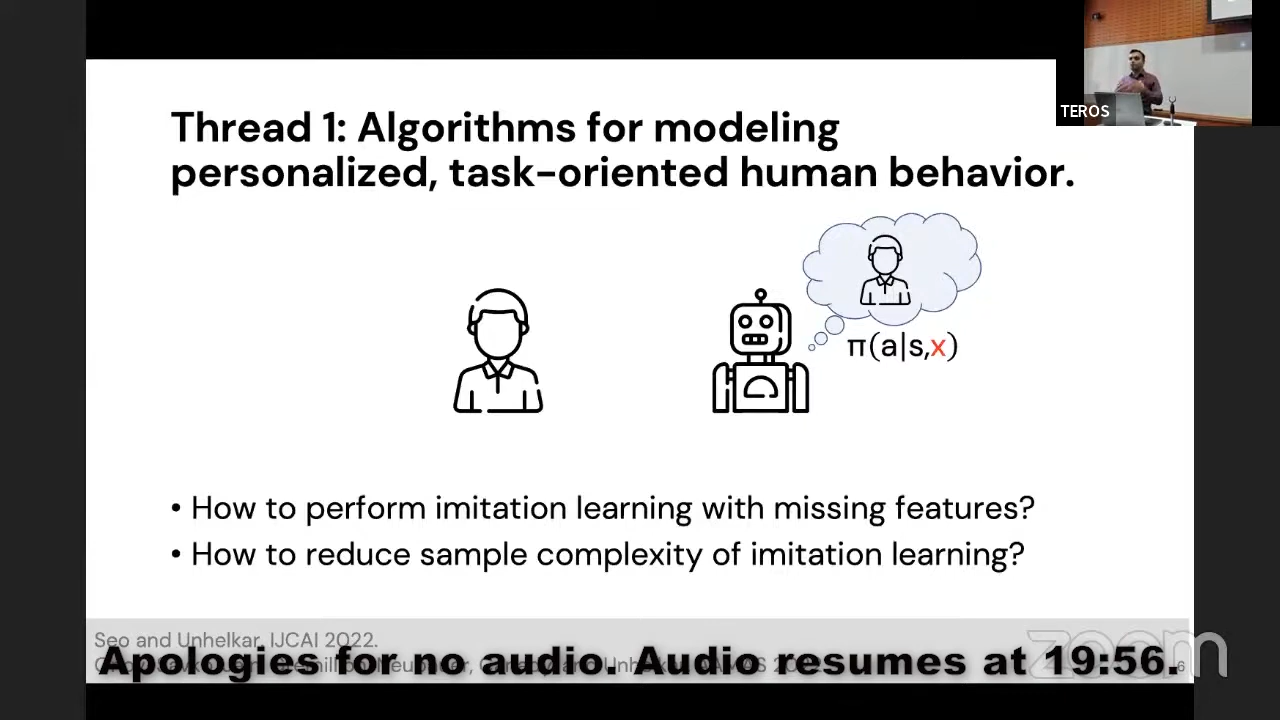 TEROS
Thread 1: Algorithms for modeling
personalized, task-oriented human behavior.
π(a|s,x)
• How to perform imitation learning with missing features?
• How to reduce sample complexity of imitation learning?
Seo and Unhelkar, IJCAI 2022.
Apologies for no audio. Audio resumes at 19:56.
zoom